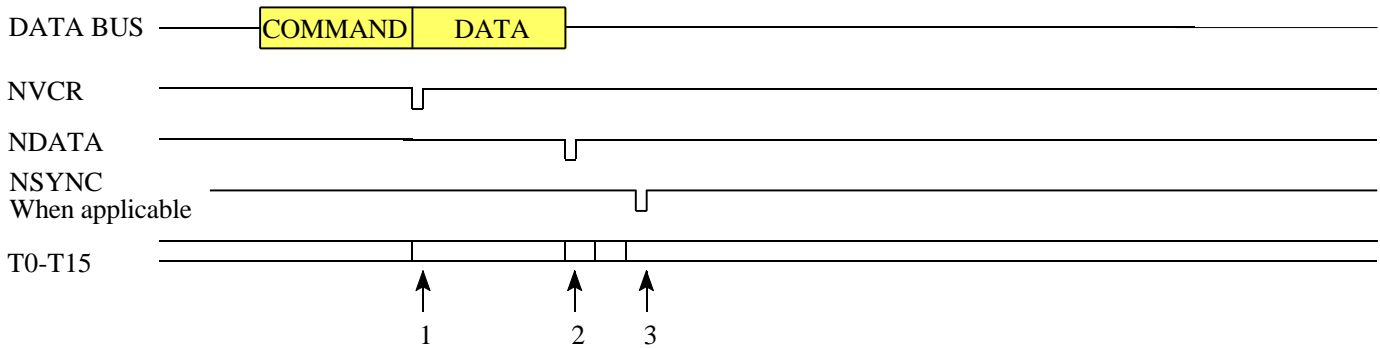 DATA BUS COMMAND DATA
NVCR
NDATA
NSYNC
When applicable
T0-T15
1 2 3